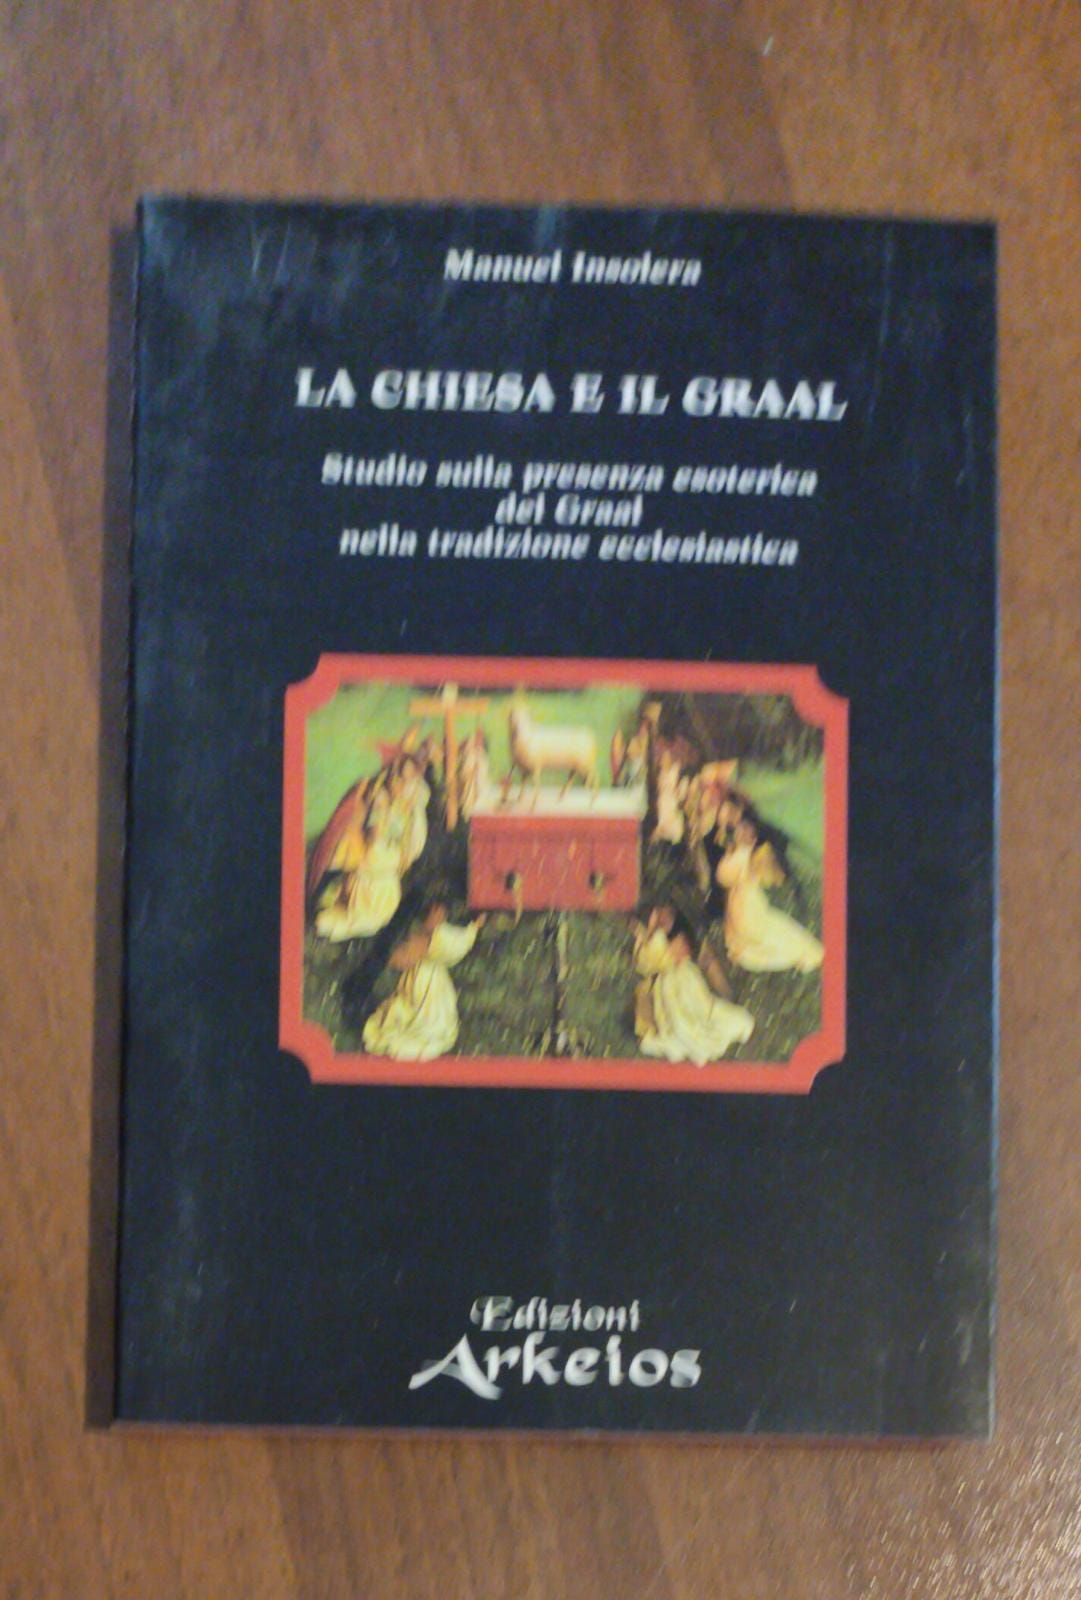 Manuel Insolera
LA CHIESA E IL GRAAL
Studio sulla presenza esoterica
del Graal
nella tradizione ecclesiastica
Edizioni
Arkeios